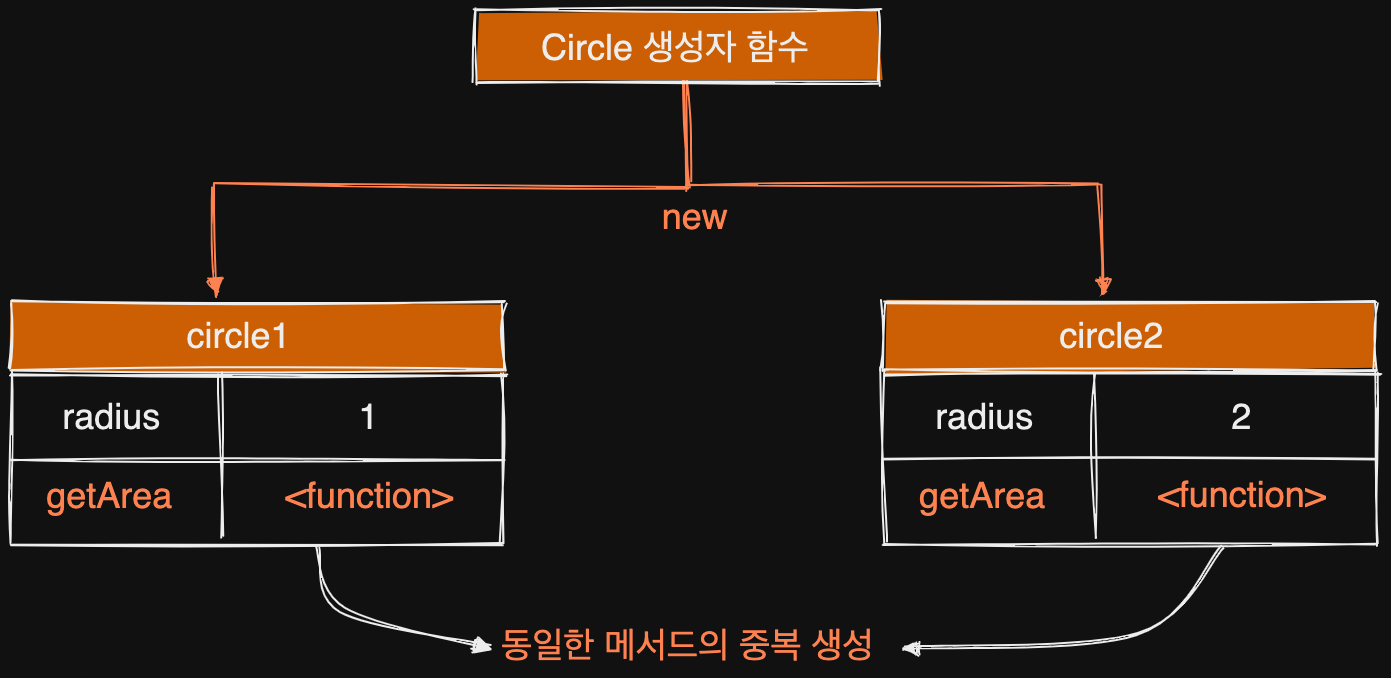 Circle 생성자 함수
new
circle1
circle2
radius 1
radius 2
getArea <function>
getArea <function>
동일한 메서드의 중복 생성